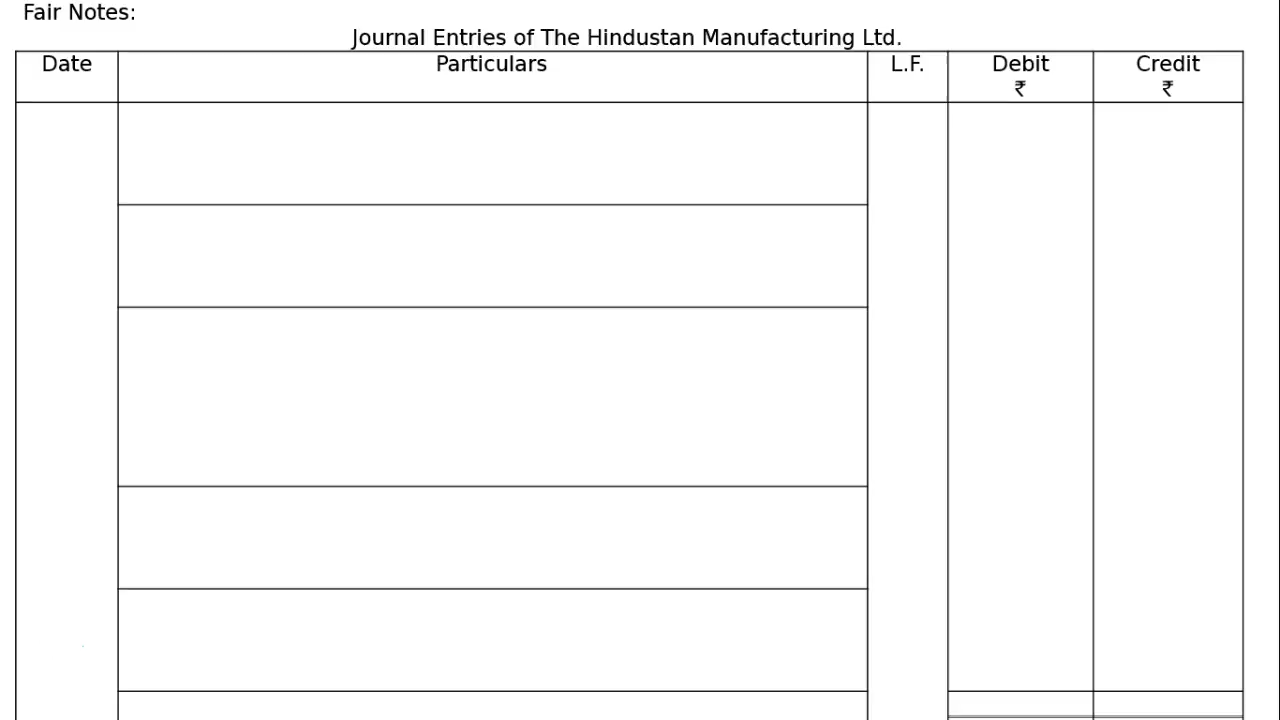 Fair Notes:
Journal Entries of The Hindustan Manufacturing Ltd.
Date Particulars L.F. Debit Credit
₹ ₹